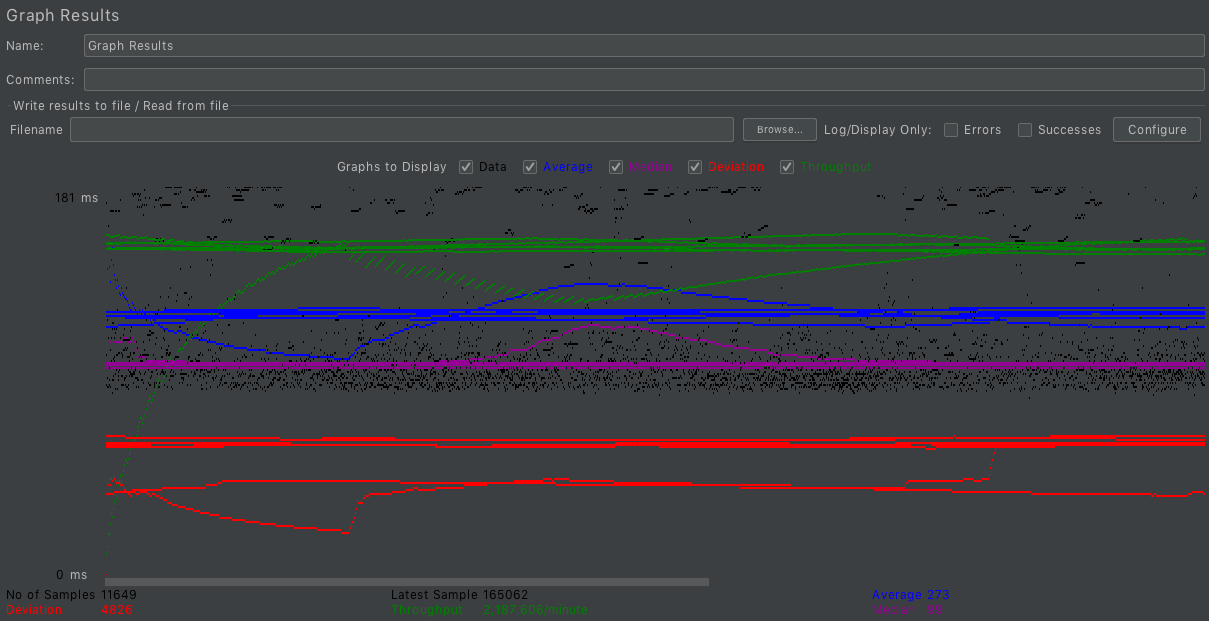 Graph Results
Name: Graph Results
Comments:
Write results to file / Read from file
Filename Browse... Log/Display Only: Errors Successes Configure
Graphs to Display Data Average Median Deviation Throughput
181 ms
0 ms
No of Samples 11649 Latest Sample 165062 Average 273
Deviation 4826 Throughput 2,187.606/minute Median